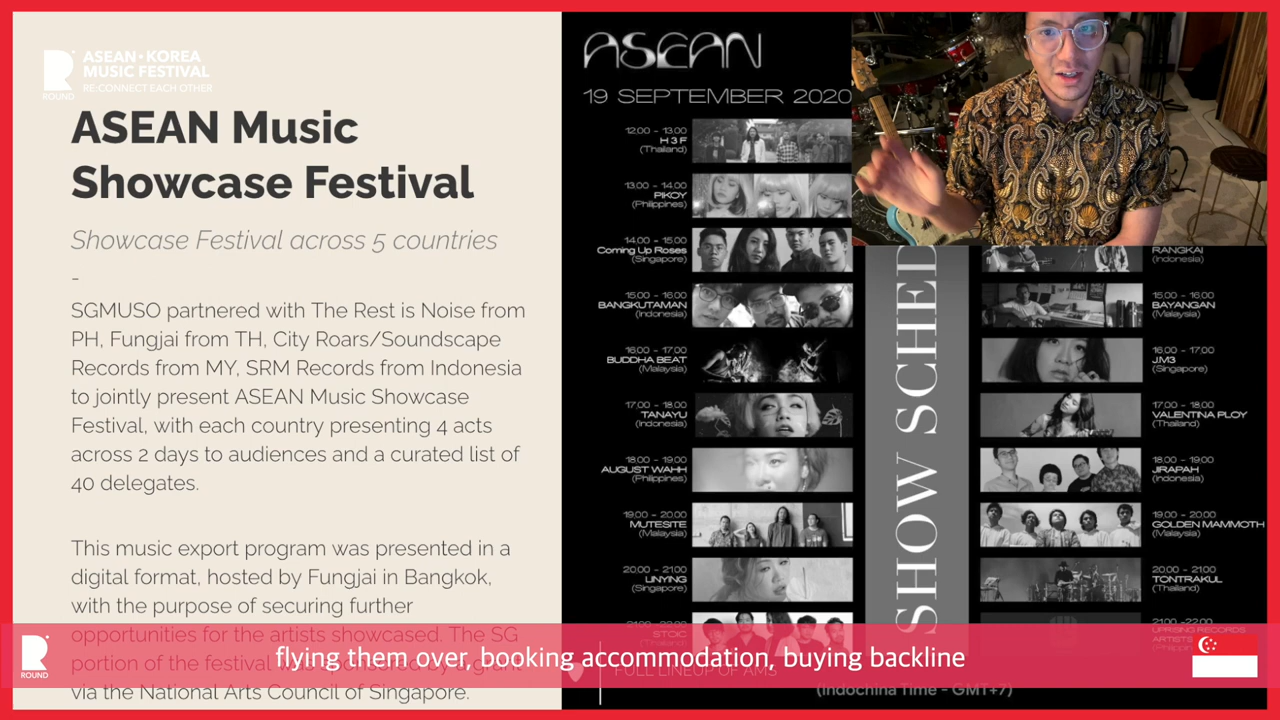 ASEAN • KOREA
MUSIC FESTIVAL
RE:CONNECT EACH OTHER
ROUND
ASEAN Music
Showcase Festival
Showcase Festival across 5 countries
-
SGMUSO partnered with The Rest is Noise from
PH, Fungjai from TH, City Roars/Soundscape
Records from MY, SRM Records from Indonesia
to jointly present ASEAN Music Showcase
Festival, with each country presenting 4 acts
across 2 days to audiences and a curated list of
40 delegates.
This music export program was presented in a
digital format, hosted by Fungjai in Bangkok,
with the purpose of securing further
opportunities for the artists showcased. The SG
portion of the festival was
via the National Arts Council of Singapore.
ASEAN
19 SEPTEMBER 2020
12.00 - 13.00
H 3 F
(Thailand)
13.00 - 14.00
PIKOY
(Philippines)
14.00 - 15.00
Coming Up Roses
(Singapore)
15.00 - 16.00
BANGKUTAMAN
(Indonesia)
16.00 - 17.00
BUDDHA BEAT
(Malaysia)
17.00 - 18.00
TANAYU
(Indonesia)
18.00 - 19.00
AUGUST WAHH
(Philippines)
19.00 - 20.00
MUTESITE
(Malaysia)
20.00 - 21.00
LINYING
(Singapore)
21.00 - 22.00
STOIC
(Thailand)
SHOW SCHED
RANGKAI
(Indonesia)
15.00 - 16.00
BAYANGAN
(Malaysia)
16.00 - 17.00
JM3
(Singapore)
17.00 - 18.00
VALENTINA PLOY
(Thailand)
18.00 - 19.00
JIRAPAH
(Indonesia)
19.00 - 20.00
GOLDEN MAMMOTH
(Malaysia)
20.00 - 21.00
TONTRAKUL
(Thailand)
21.00 - 22.00
UPRISING RECORDS
ARTISTS
FULL LINEUP OF AMS
(Indochina Time - GMT+7)
ROUND
flying them over, booking accommodation, buying backline